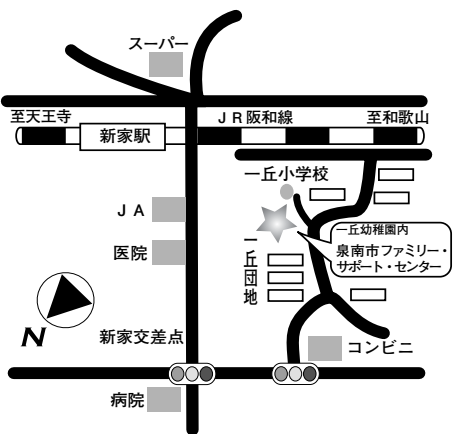 スーパー
至天王寺
JR阪和線
至和歌山
新家駅
一丘小学校
JA
一丘幼稚園内
泉南市ファミリー・
サポート・センター
医院
一丘団地
N
新家交差点
コンビニ
病院